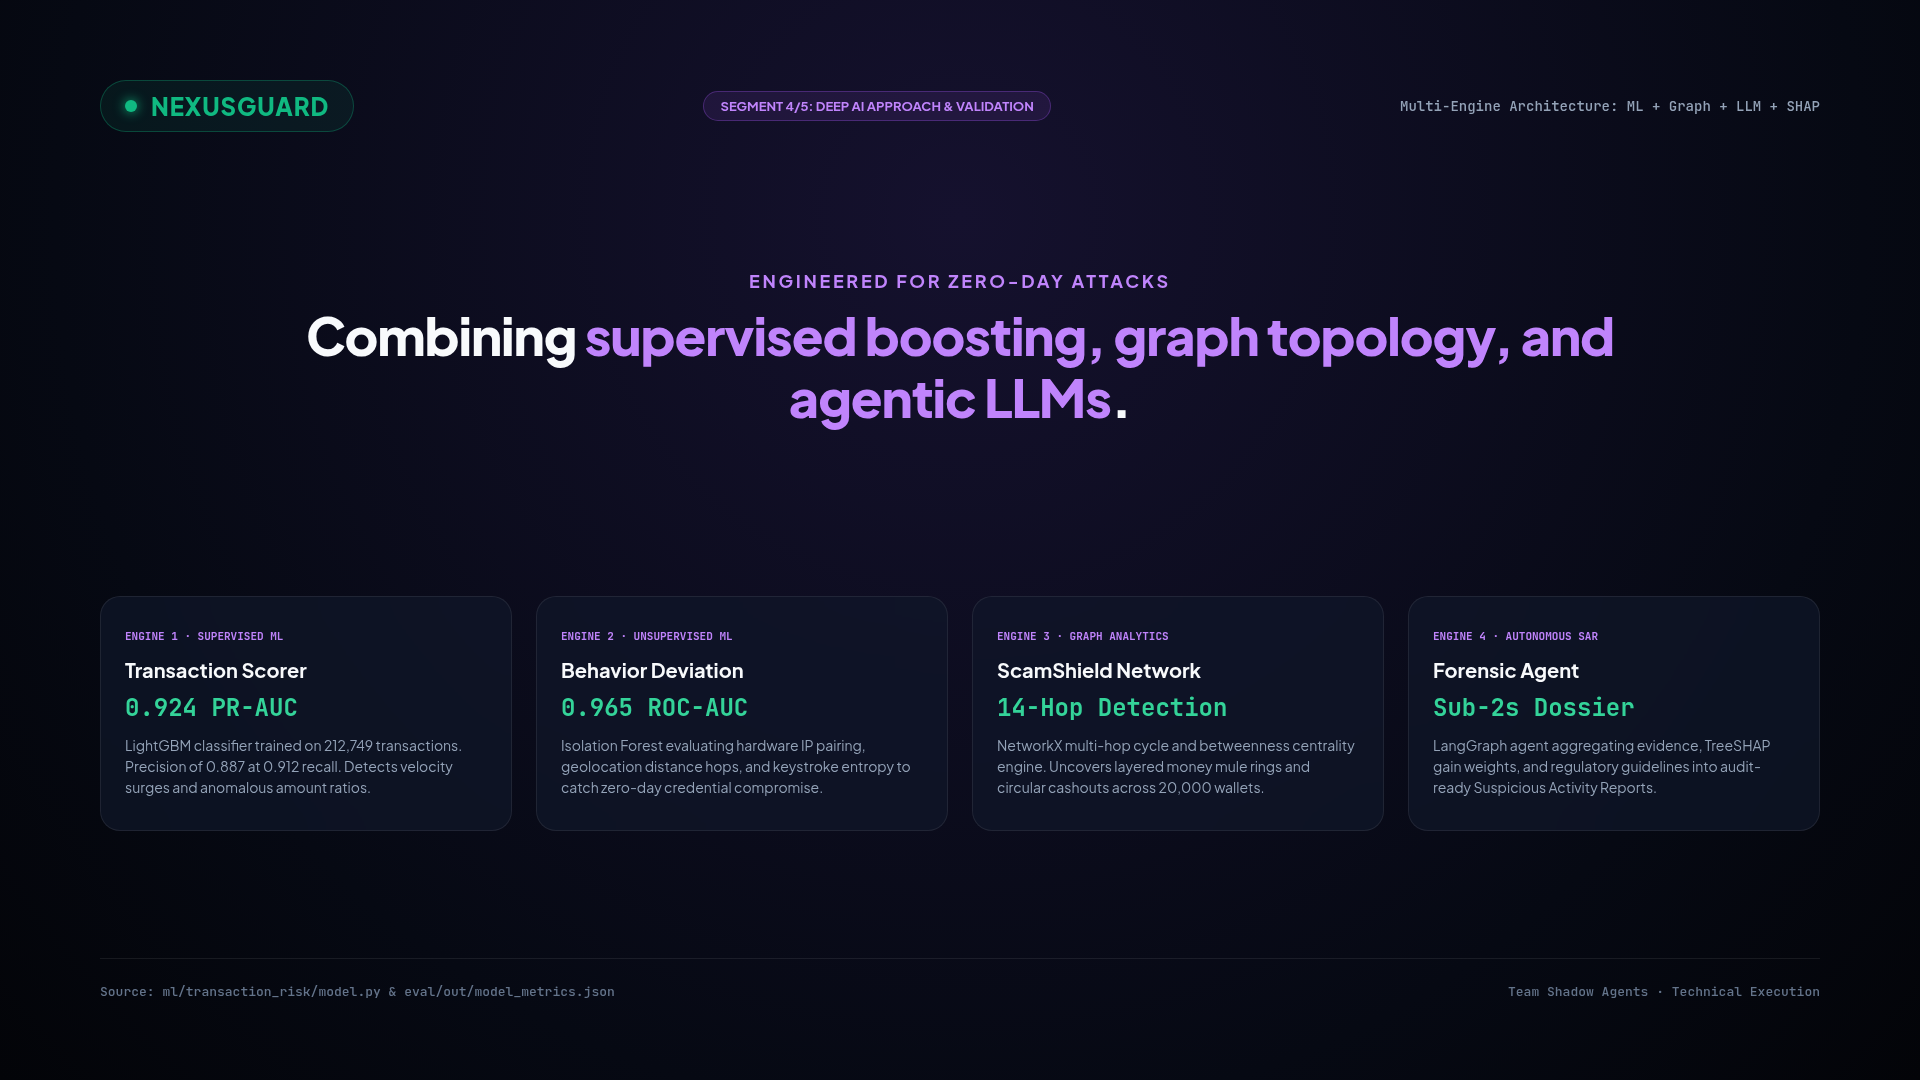 NEXUSGUARD
SEGMENT 4/5: DEEP AI APPROACH & VALIDATION
Multi-Engine Architecture: ML + Graph + LLM + SHAP
ENGINEERED FOR ZERO-DAY ATTACKS
Combining supervised boosting, graph topology, and
agentic LLMs.
ENGINE 1 · SUPERVISED ML
Transaction Scorer
0.924 PR-AUC
LightGBM classifier trained on 212,749 transactions.
Precision of 0.887 at 0.912 recall. Detects velocity
surges and anomalous amount ratios.
ENGINE 2 · UNSUPERVISED ML
Behavior Deviation
0.965 ROC-AUC
Isolation Forest evaluating hardware IP pairing,
geolocation distance hops, and keystroke entropy to
catch zero-day credential compromise.
ENGINE 3 · GRAPH ANALYTICS
ScamShield Network
14-Hop Detection
NetworkX multi-hop cycle and betweenness centrality
engine. Uncovers layered money mule rings and
circular cashouts across 20,000 wallets.
ENGINE 4 · AUTONOMOUS SAR
Forensic Agent
Sub-2s Dossier
LangGraph agent aggregating evidence, TreeSHAP
gain weights, and regulatory guidelines into audit-
ready Suspicious Activity Reports.
Source: ml/transaction_risk/model.py & eval/out/model_metrics.json
Team Shadow Agents · Technical Execution